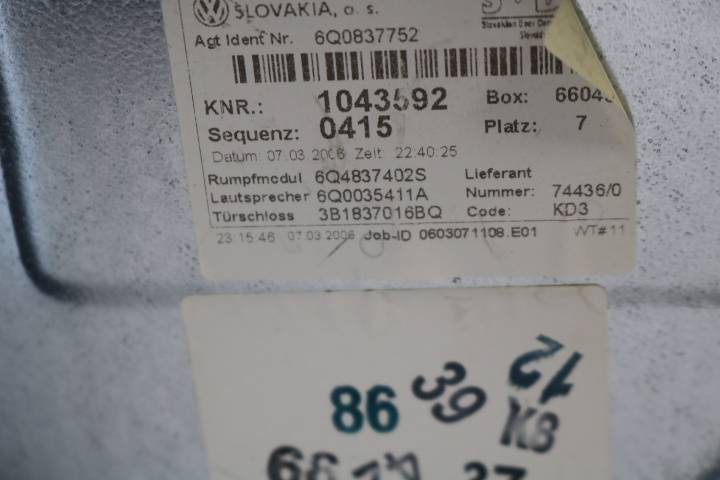 SLOVAKIA, o. s.
Agt Ident Nr. 6Q0837752
KNR.: 1043592 Box: 6604
Sequenz: 0415 Platz: 7
Datum: 07.03.2006 Zeit: 22:40:25
Rumpfmodul 6Q4837402S Lieferant
Lautsprecher 6Q0035411A Nummer: 74436/0
Türschloss 3B1837016BQ Code: KD3
23:15:46 07.03.2006 Job-ID 0603071108.E01 WT# 11
12
86 39 K8